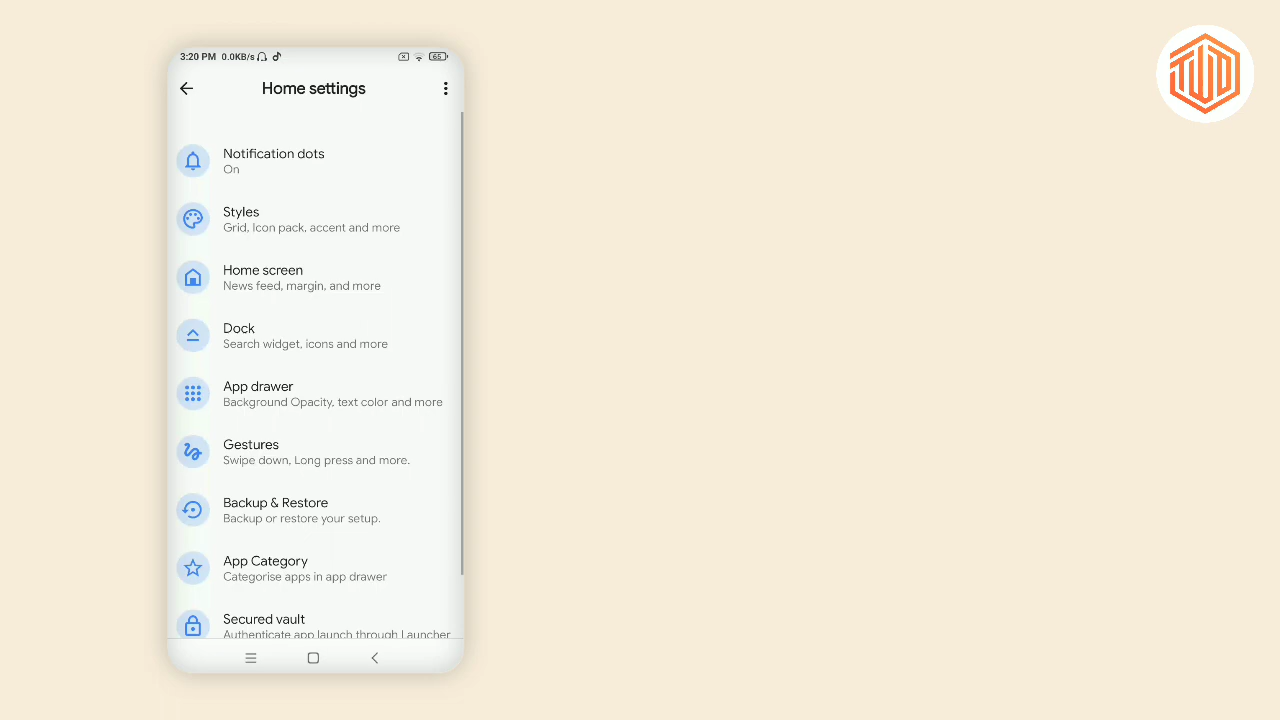 3:20 PM 0.0KB/s 65
Home settings
Notification dots
On
Styles
Grid, Icon pack, accent and more
Home screen
News feed, margin, and more
Dock
Search widget, icons and more
App drawer
Background Opacity, text color and more
Gestures
Swipe down, Long press and more.
Backup & Restore
Backup or restore your setup.
App Category
Categorise apps in app drawer
Secured vault
Authenticate app launch through Launcher